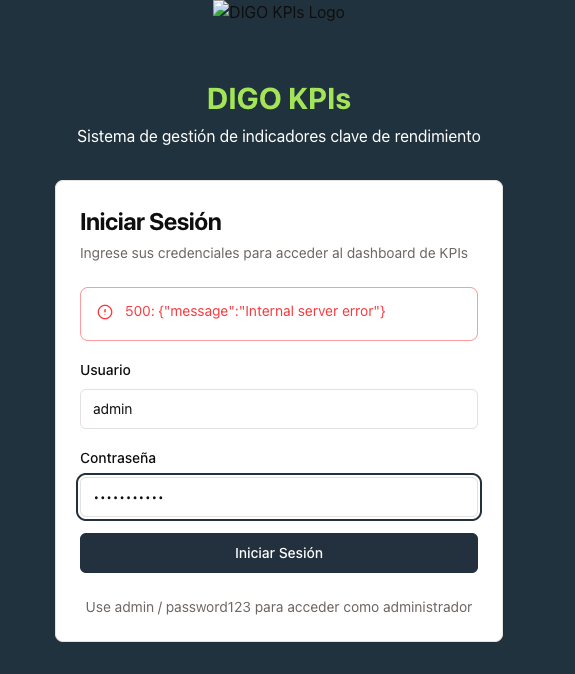 DIGO KPIs Logo
DIGO KPIs
Sistema de gestión de indicadores clave de rendimiento
Iniciar Sesión
Ingrese sus credenciales para acceder al dashboard de KPIs
500: {"message":"Internal server error"}
Usuario
admin
Contraseña
•••••••••••
Iniciar Sesión
Use admin / password123 para acceder como administrador